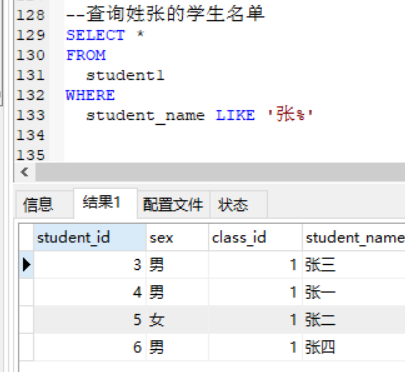 128 --查询姓张的学生名单
129 SELECT *
130 FROM
131 student1
132 WHERE
133 student_name LIKE '张%'
134
135
信息 结果1 配置文件 状态
student_id sex class_id student_name
3 男 1 张三
4 男 1 张一
5 女 1 张二
6 男 1 张四